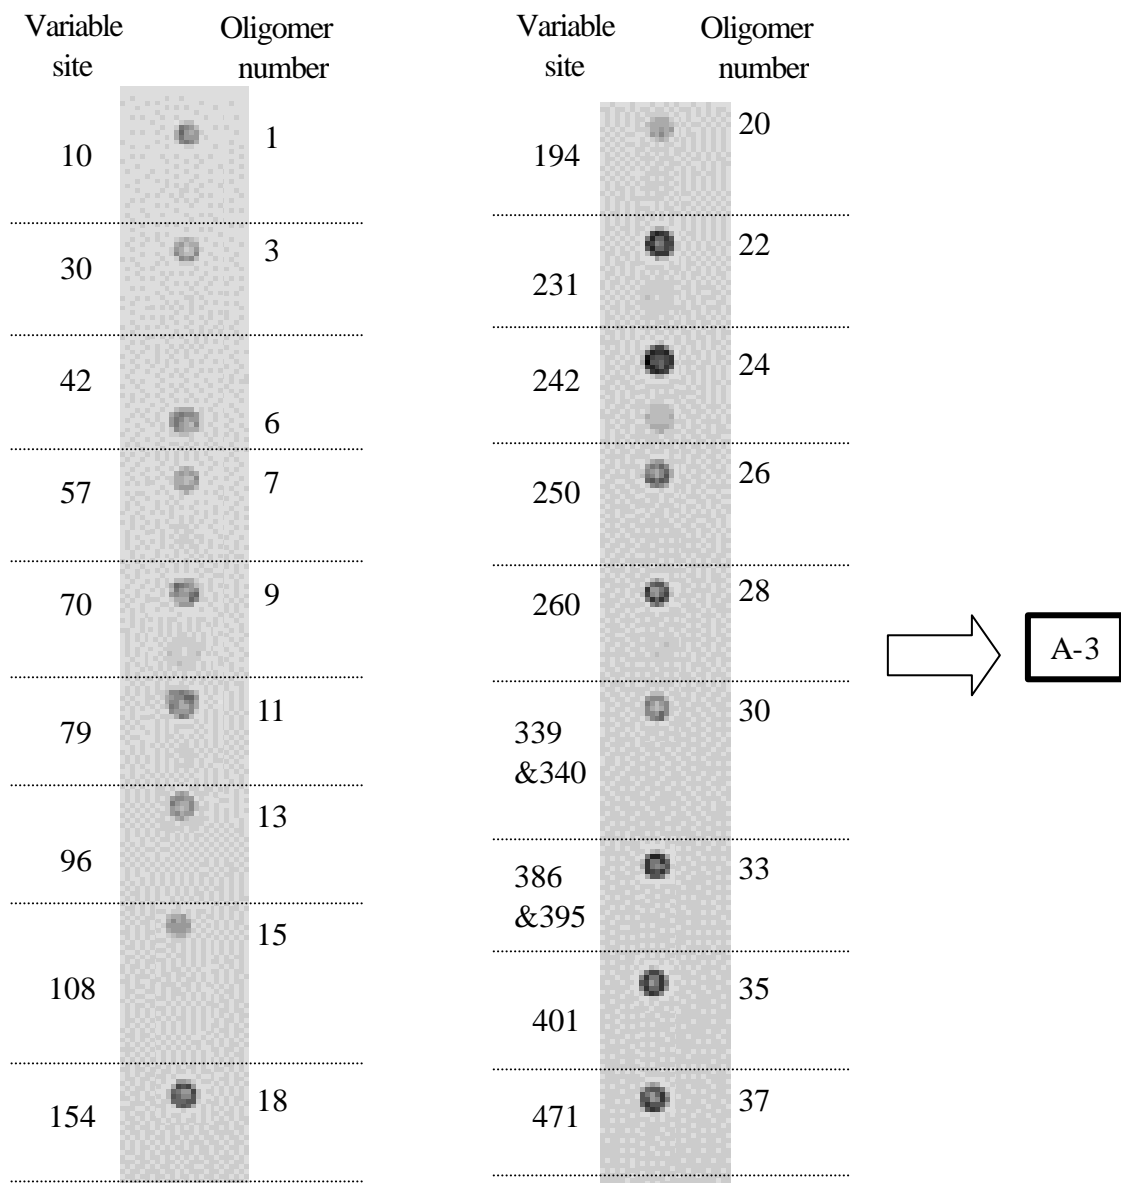 Variable site
Oligomer number
10 1
30 3
42 6
57 7
70 9
79 11
96 13
108 15
154 18
Variable site
Oligomer number
194 20
231 22
242 24
250 26
260 28
339 &340 30
386 &395 33
401 35
471 37
A-3